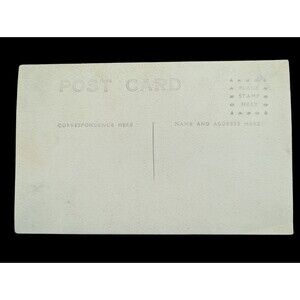 POST CARD
PLACE
STAMP
HERE
CORRESPONDENCE HERE
NAME AND ADDRESS HERE